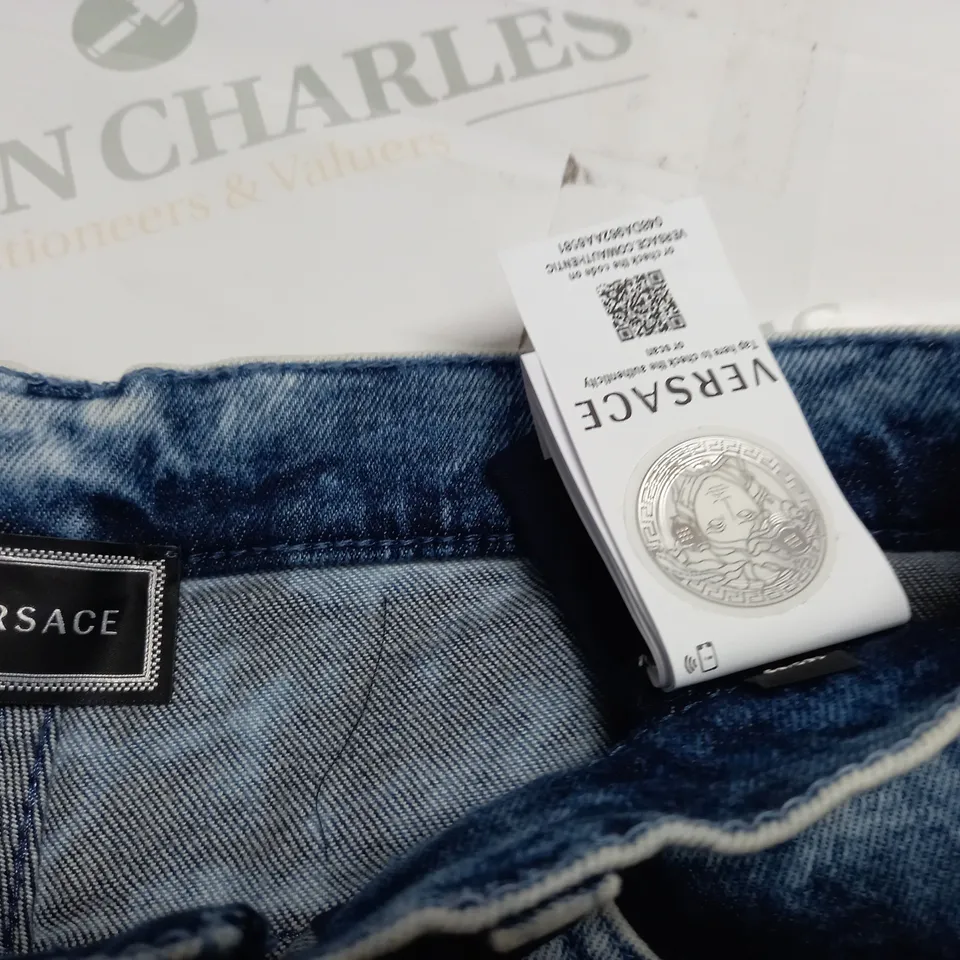 N CHARLES
tioneers & Valuers
VERSACE
Tap here to check the authenticity
or scan
or check the code on
VERSACE.COM/AUTHENTIC
RSACE